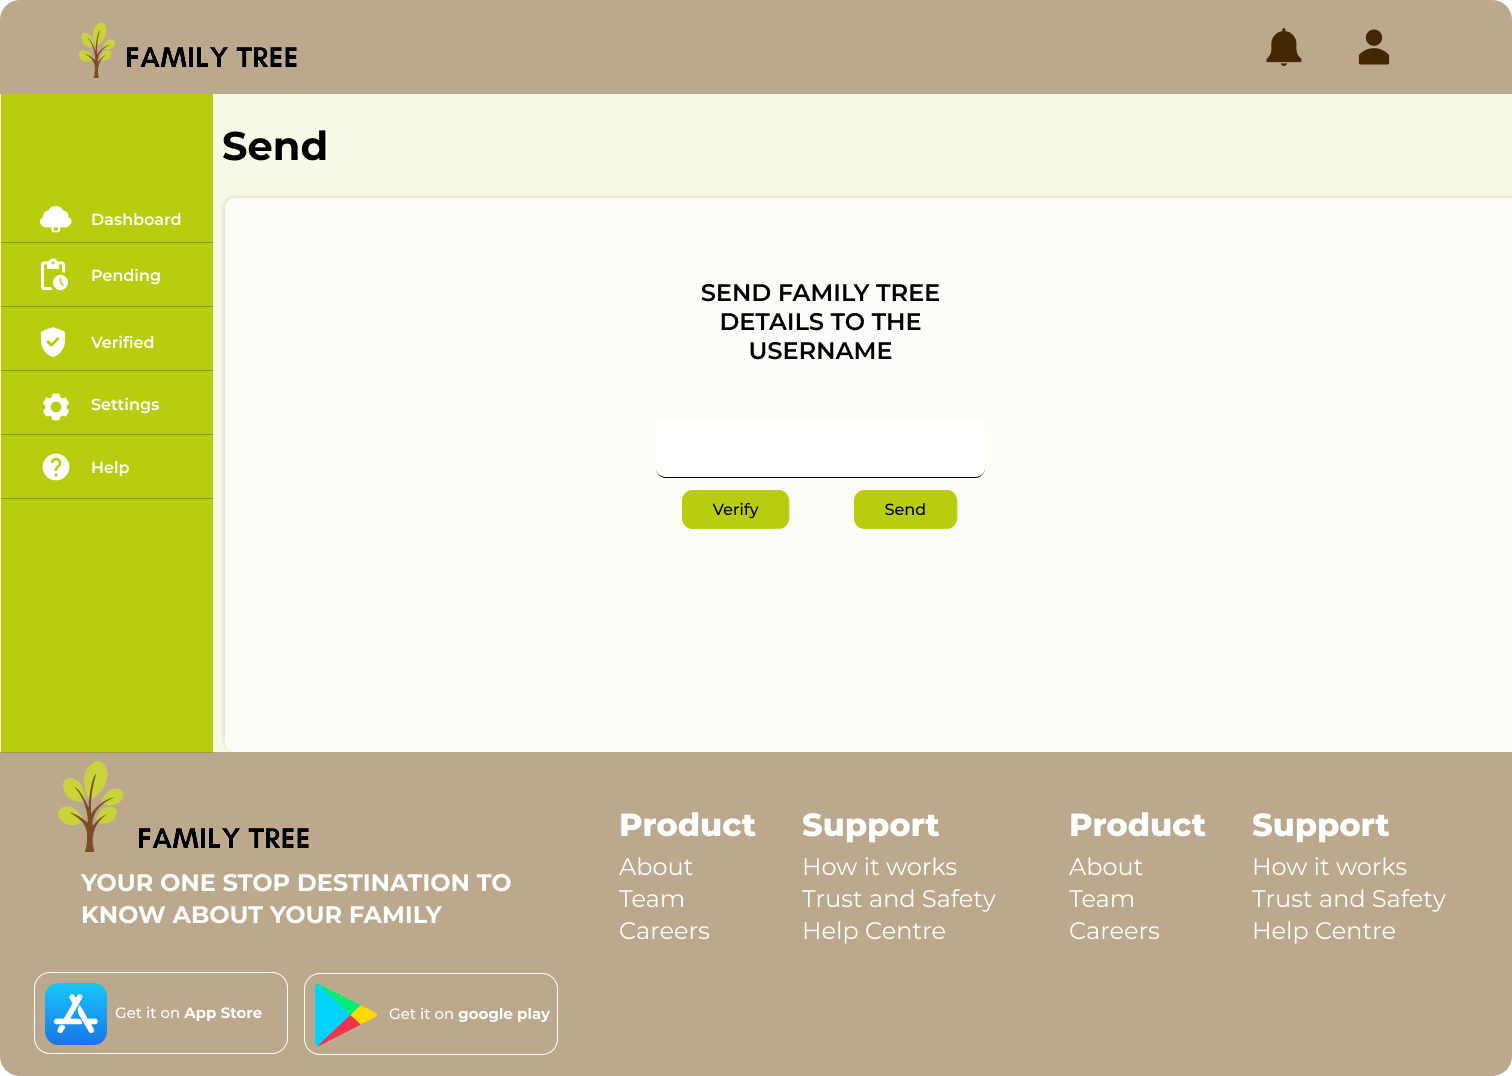 FAMILY TREE
Send
Dashboard
Pending
Verified
Settings
Help
SEND FAMILY TREE
DETAILS TO THE
USERNAME
Verify
Send
FAMILY TREE
YOUR ONE STOP DESTINATION TO
KNOW ABOUT YOUR FAMILY
Get it on App Store
Get it on google play
Product
About
Team
Careers
Support
How it works
Trust and Safety
Help Centre
Product
About
Team
Careers
Support
How it works
Trust and Safety
Help Centre